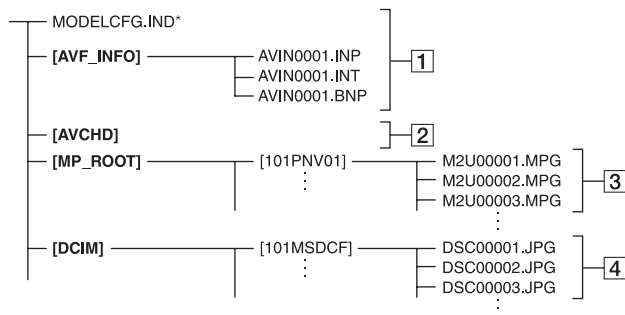 MODELCFG.IND*
[AVF_INFO] AVIN0001.INP
AVIN0001.INT
AVIN0001.BNP
1
[AVCHD] 2
[MP_ROOT] [101PNV01] M2U00001.MPG
M2U00002.MPG
M2U00003.MPG
3
[DCIM] [101MSDCF] DSC00001.JPG
DSC00002.JPG
DSC00003.JPG
4